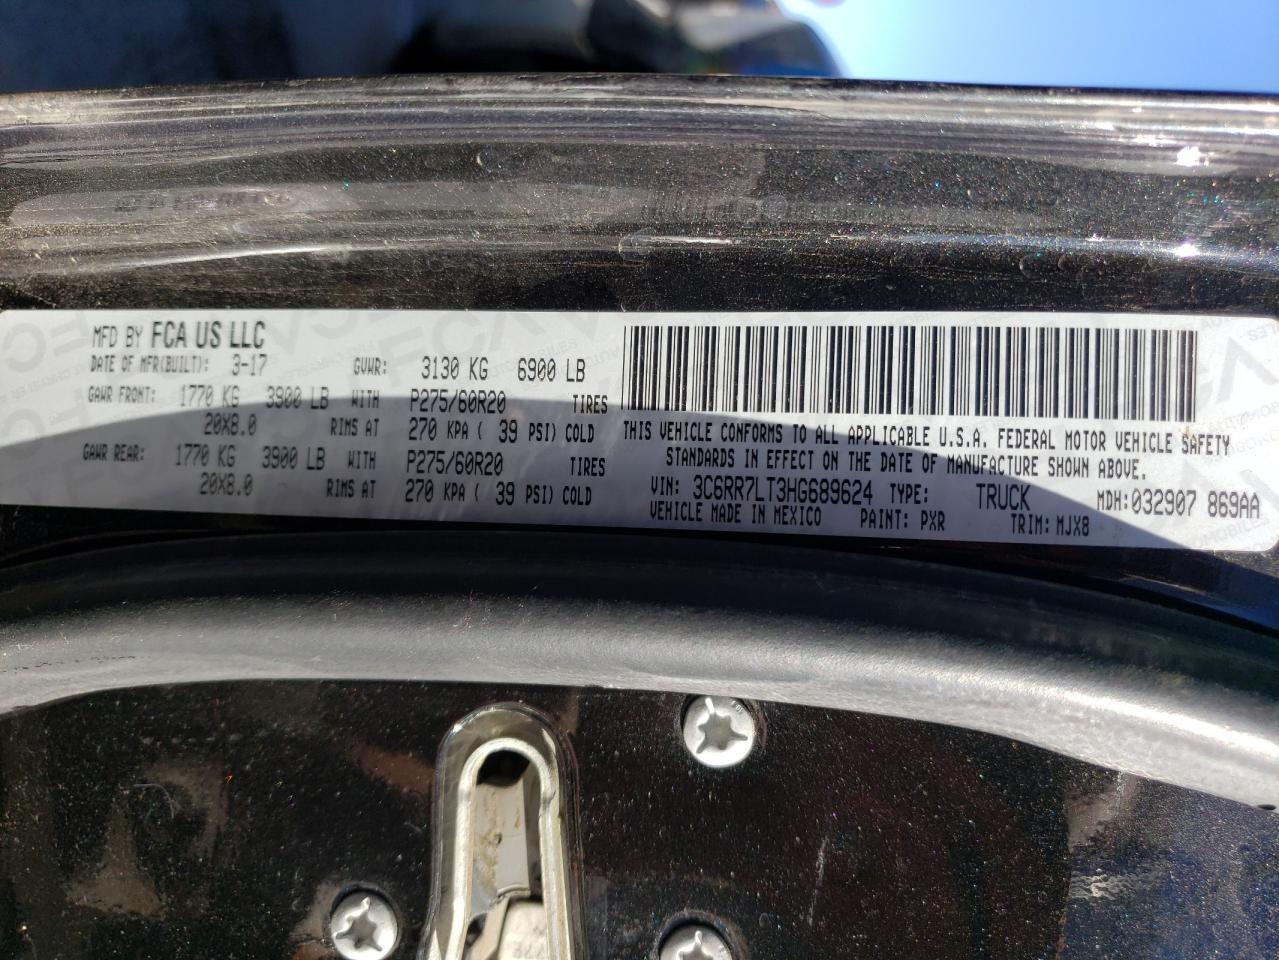 MFD BY FCA US LLC
DATE OF MFR(BUILT): 3-17 GVWR: 3130 KG 6900 LB
GAWR FRONT: 1770 KG 3900 LB WITH P275/60R20 TIRES
20X8.0 RIMS AT 270 KPA ( 39 PSI) COLD
GAWR REAR: 1770 KG 3900 LB WITH P275/60R20 TIRES
20X8.0 RIMS AT 270 KPA ( 39 PSI) COLD
THIS VEHICLE CONFORMS TO ALL APPLICABLE U.S.A. FEDERAL MOTOR VEHICLE SAFETY
STANDARDS IN EFFECT ON THE DATE OF MANUFACTURE SHOWN ABOVE.
VIN: 3C6RR7LT3HG689624 TYPE: TRUCK MDH:032907 869AA
VEHICLE MADE IN MEXICO PAINT: PXR TRIM: MJX8